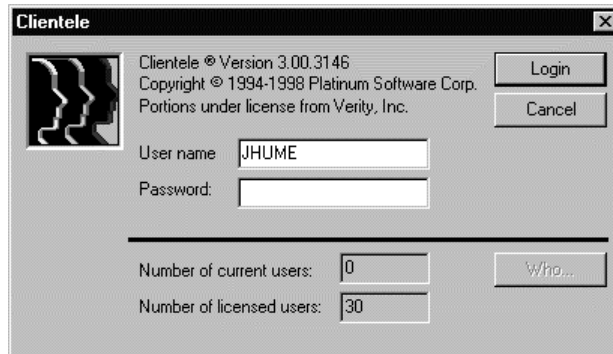 Clientele
Clientele ® Version 3.00.3146
Copyright © 1994-1998 Platinum Software Corp.
Portions under license from Verity, Inc.
Login
Cancel
User name JHUME
Password:
Number of current users: 0
Who...
Number of licensed users: 30